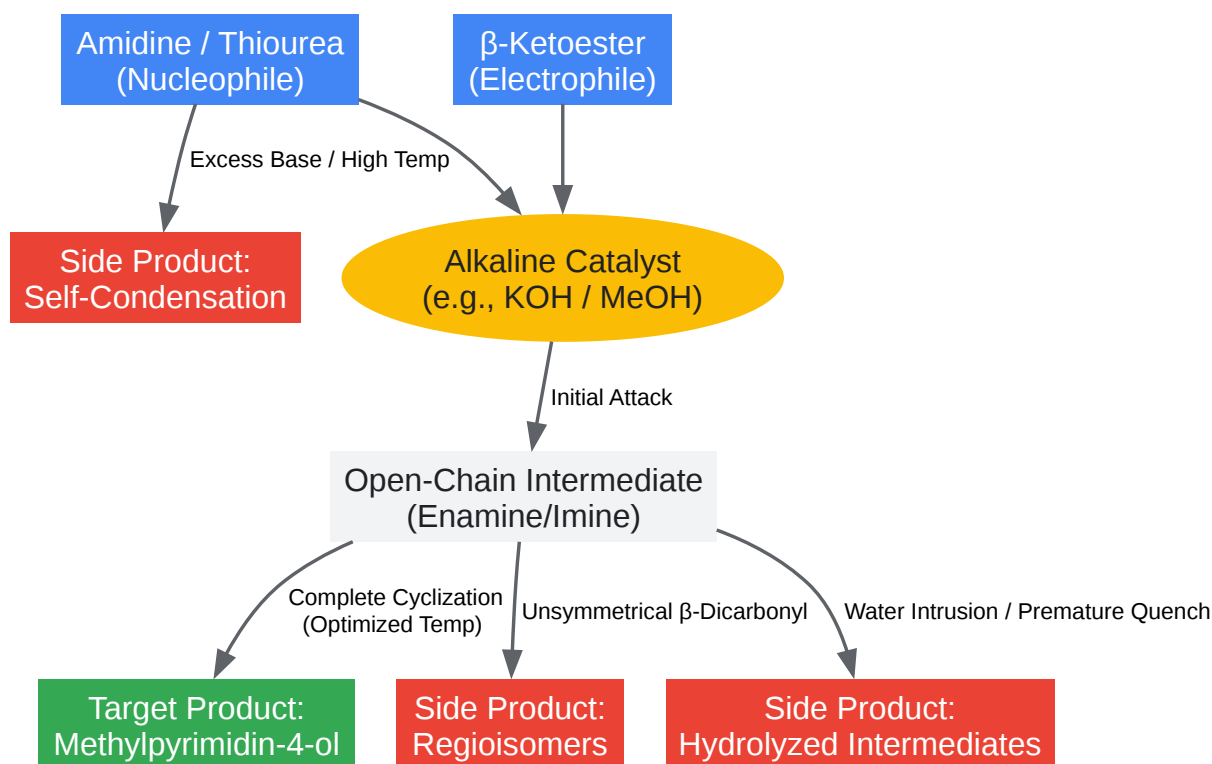 Amidine / Thiourea
(Nucleophile)
β-Ketoester
(Electrophile)
Excess Base / High Temp
Side Product:
Self-Condensation
Alkaline Catalyst
(e.g., KOH / MeOH)
Initial Attack
Open-Chain Intermediate
(Enamine/Imine)
Complete Cyclization
(Optimized Temp)
Unsymmetrical β-Dicarbonyl
Water Intrusion / Premature Quench
Target Product:
Methylpyrimidin-4-ol
Side Product:
Regioisomers
Side Product:
Hydrolyzed Intermediates